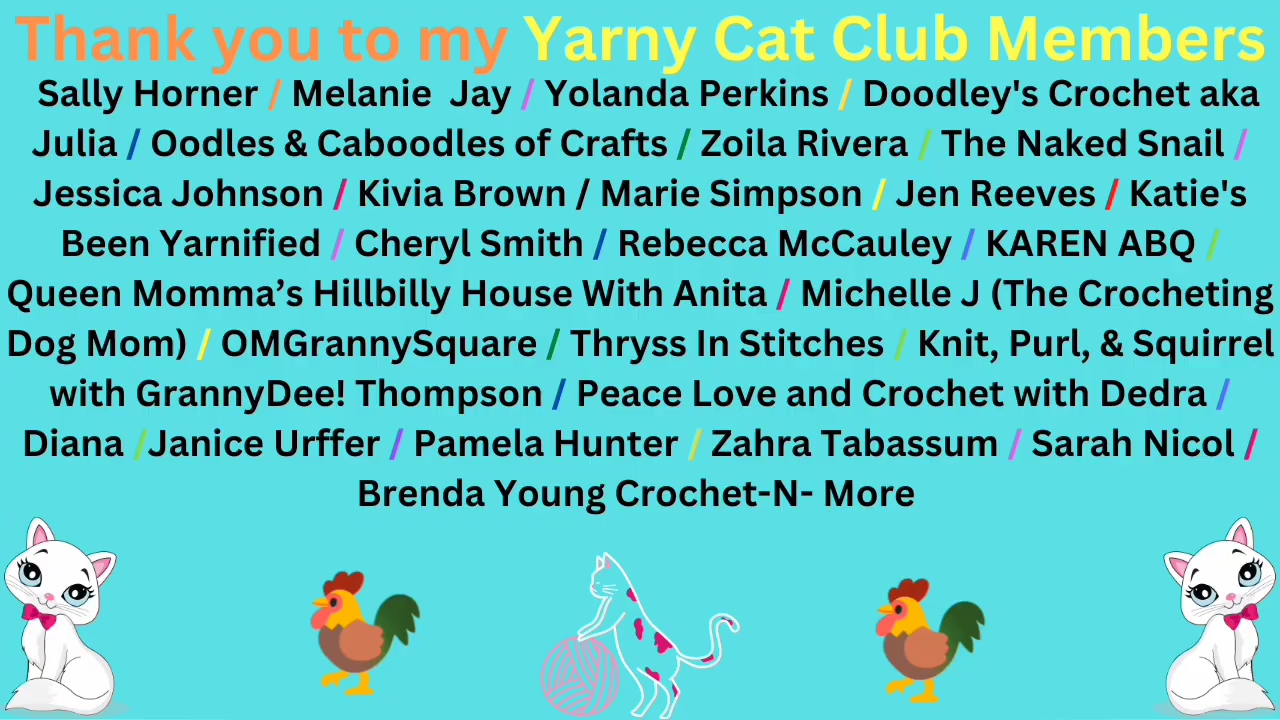 Thank you to my Yarny Cat Club Members
Sally Horner / Melanie  Jay / Yolanda Perkins / Doodley's Crochet aka
Julia / Oodles & Caboodles of Crafts / Zoila Rivera / The Naked Snail /
Jessica Johnson / Kivia Brown / Marie Simpson / Jen Reeves / Katie's
Been Yarnified / Cheryl Smith / Rebecca McCauley / KAREN ABQ /
Queen Momma’s Hillbilly House With Anita / Michelle J (The Crocheting
Dog Mom) / OMGrannySquare / Thryss In Stitches / Knit, Purl, & Squirrel
with GrannyDee! Thompson / Peace Love and Crochet with Dedra /
Diana /Janice Urffer / Pamela Hunter / Zahra Tabassum / Sarah Nicol /
Brenda Young Crochet-N- More